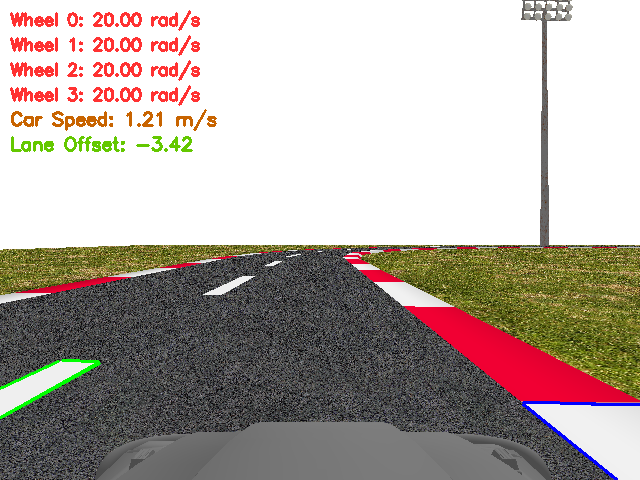 Wheel 0: 20.00 rad/s
Wheel 1: 20.00 rad/s
Wheel 2: 20.00 rad/s
Wheel 3: 20.00 rad/s
Car Speed: 1.21 m/s
Lane Offset: -3.42